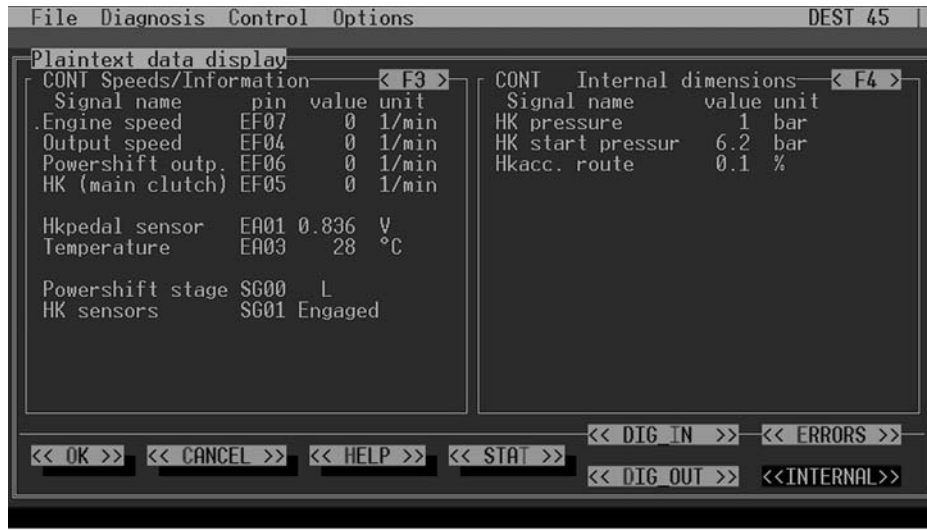 File Diagnosis Control Options DEST 45
Plaintext data display
CONT Speeds/Information < F3 >
Signal name pin value unit
.Engine speed EF07 0 1/min
Output speed EF04 0 1/min
Powershift outp. EF06 0 1/min
HK (main clutch) EF05 0 1/min
Hkpedal sensor EA01 0.836 V
Temperature EA03 28 °C
Powershift stage SG00 L
HK sensors SG01 Engaged
CONT Internal dimensions < F4 >
Signal name value unit
HK pressure 1 bar
HK start pressur 6.2 bar
Hkacc. route 0.1 %
<< OK >> << CANCEL >> << HELP >> << STAT >>
<< DIG_IN >> << ERRORS >>
<< DIG_OUT >> <<INTERNAL>>